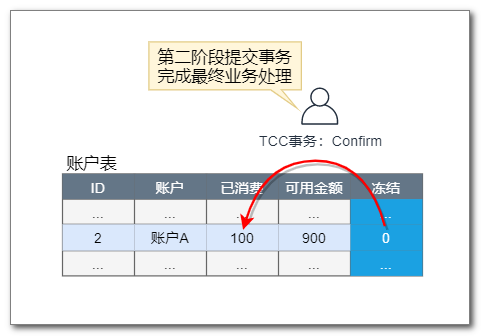 第二阶段提交事务
完成最终业务处理
TCC事务：Confirm
账户表
ID 账户 已消费 可用金额 冻结
... ... ... ... ...
2 账户A 100 900 0
... ... ... ... ...